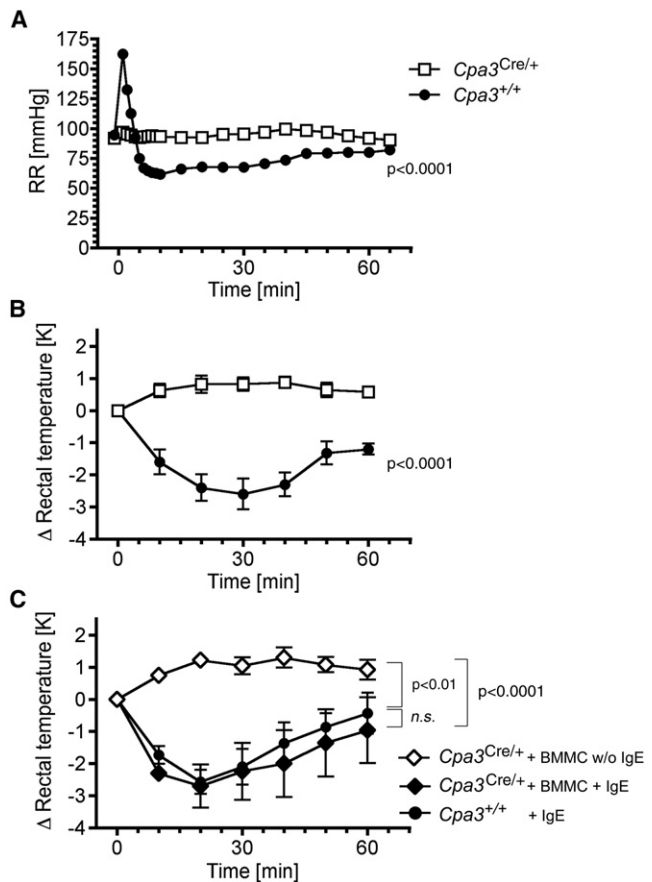 A
175
150
125
100
75
50
25
0
RR [mmHg]
0 30 60
Time [min]
Cpa3Cre/+
Cpa3+/+
p<0.0001
B
2
1
0
-1
-2
-3
-4
Δ Rectal temperature [K]
0 30 60
Time [min]
p<0.0001
C
2
1
0
-1
-2
-3
-4
Δ Rectal temperature [K]
0 30 60
Time [min]
p<0.01
p<0.0001
n.s.
Cpa3Cre/+ + BMMC w/o IgE
Cpa3Cre/+ + BMMC + IgE
Cpa3+/+ + IgE